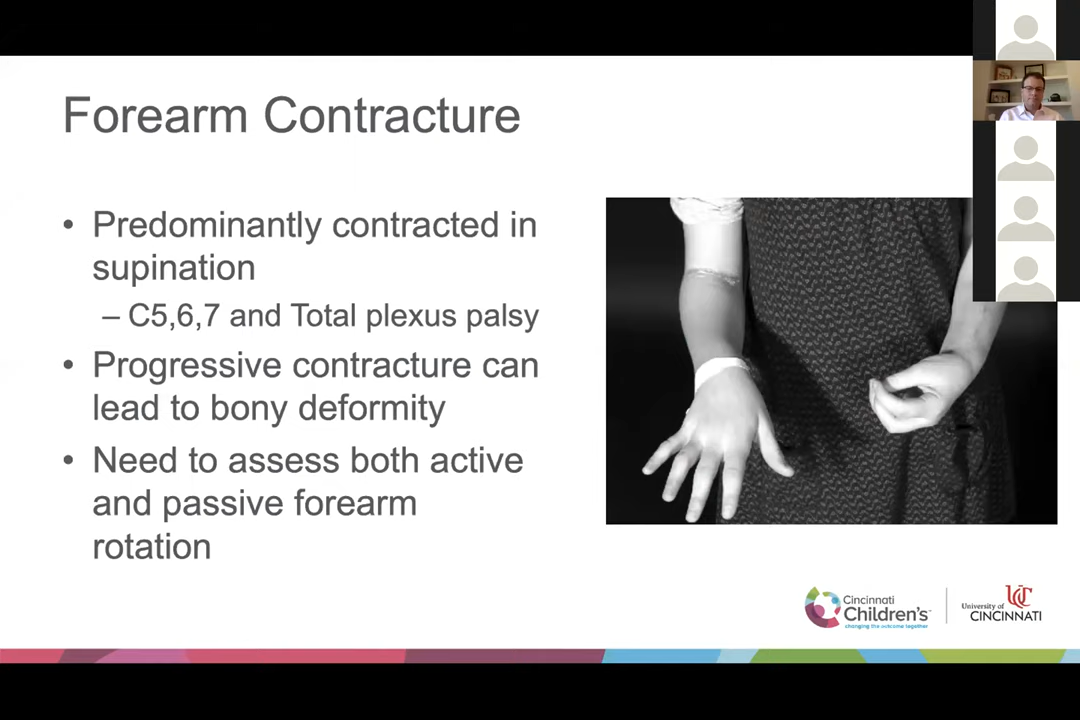 Forearm Contracture
• Predominantly contracted in
supination
– C5,6,7 and Total plexus palsy
• Progressive contracture can
lead to bony deformity
• Need to assess both active
and passive forearm
rotation
Cincinnati
Children's™
changing the outcome together
UC
University of
CINCINNATI